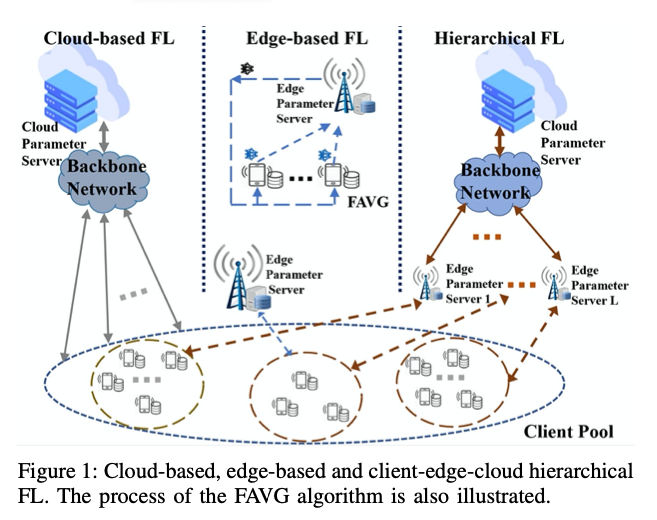 Cloud-based FL
Edge-based FL
Hierarchical FL
Cloud
Parameter
Server
Backbone
Network
Edge
Parameter
Server
FAVG
Edge
Parameter
Server
Cloud
Parameter
Server
Backbone
Network
Edge
Parameter
Server 1
Edge
Parameter
Server L
Client Pool
Figure 1: Cloud-based, edge-based and client-edge-cloud hierarchical
FL. The process of the FAVG algorithm is also illustrated.